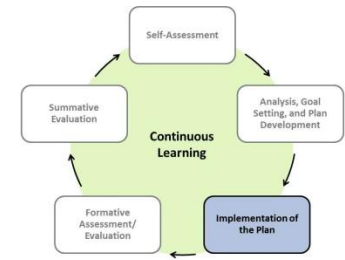 Self-Assessment
Analysis, Goal
Setting, and Plan
Development
Summative
Evaluation
Continuous
Learning
Formative
Assessment/
Evaluation
Implementation of
the Plan